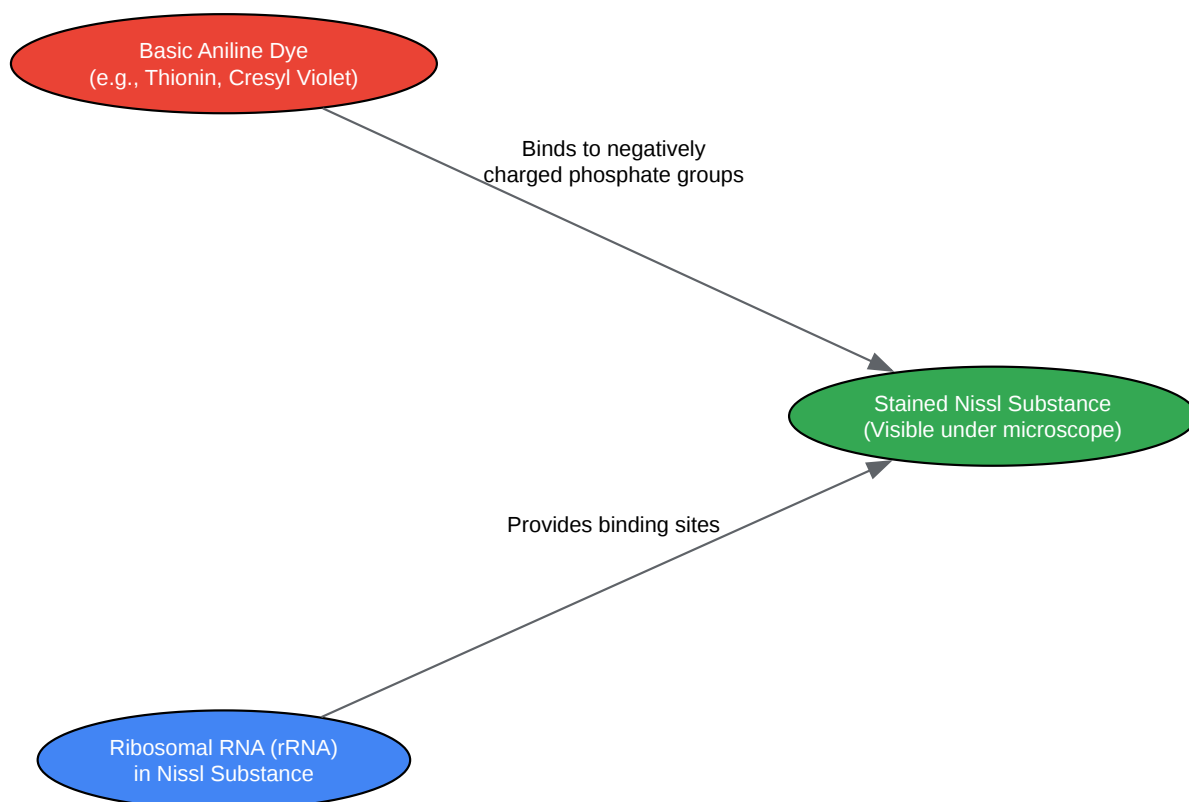 Basic Aniline Dye
(e.g., Thionin, Cresyl Violet)
Binds to negatively
charged phosphate groups
Stained Nissl Substance
(Visible under microscope)
Provides binding sites
Ribosomal RNA (rRNA)
in Nissl Substance